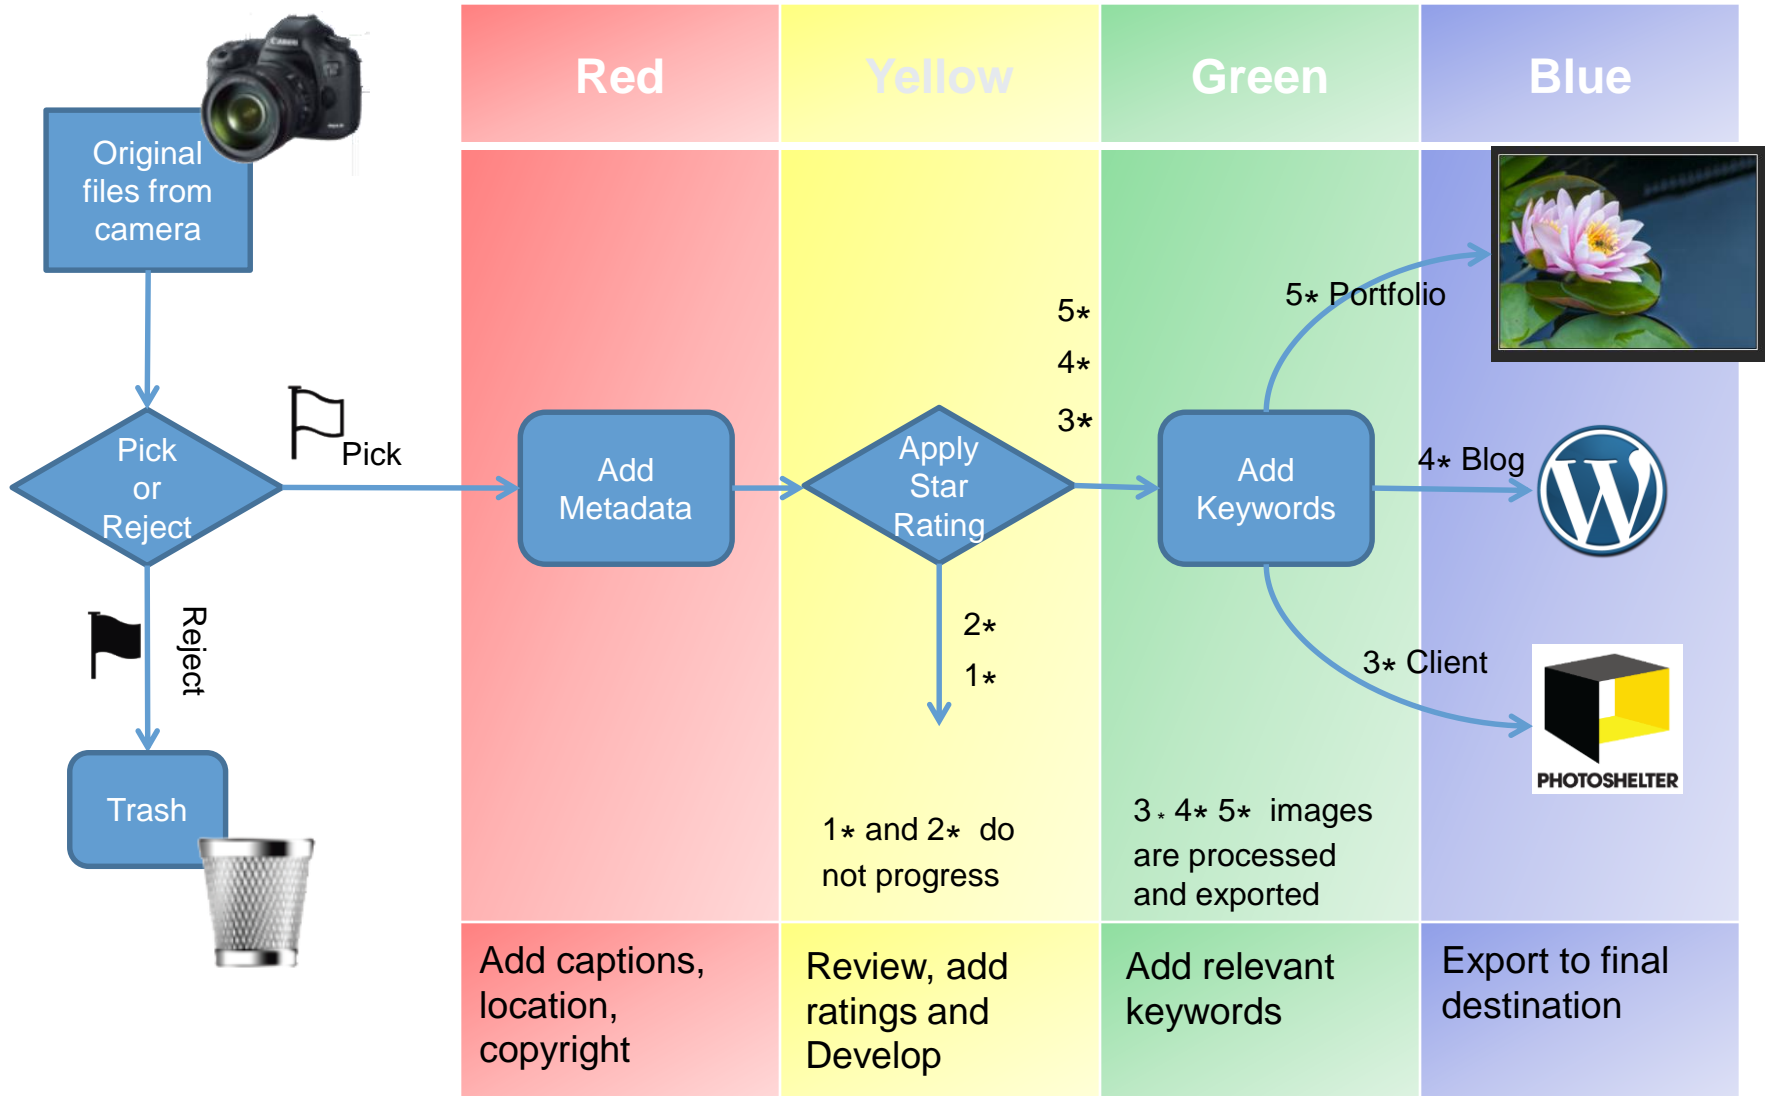 Red
Yellow
Green
Blue
Canon
Original
files from
camera
Pick
or
Reject
Pick
Reject
Trash
Add
Metadata
5*
4*
3*
Apply
Star
Rating
2*
1*
1* and 2* do
not progress
Add
Keywords
5* Portfolio
4* Blog
3* Client
W
PHOTOSHELTER
3 * 4* 5* images
are processed
and exported
Add captions,
location,
copyright
Review, add
ratings and
Develop
Add relevant
keywords
Export to final
destination